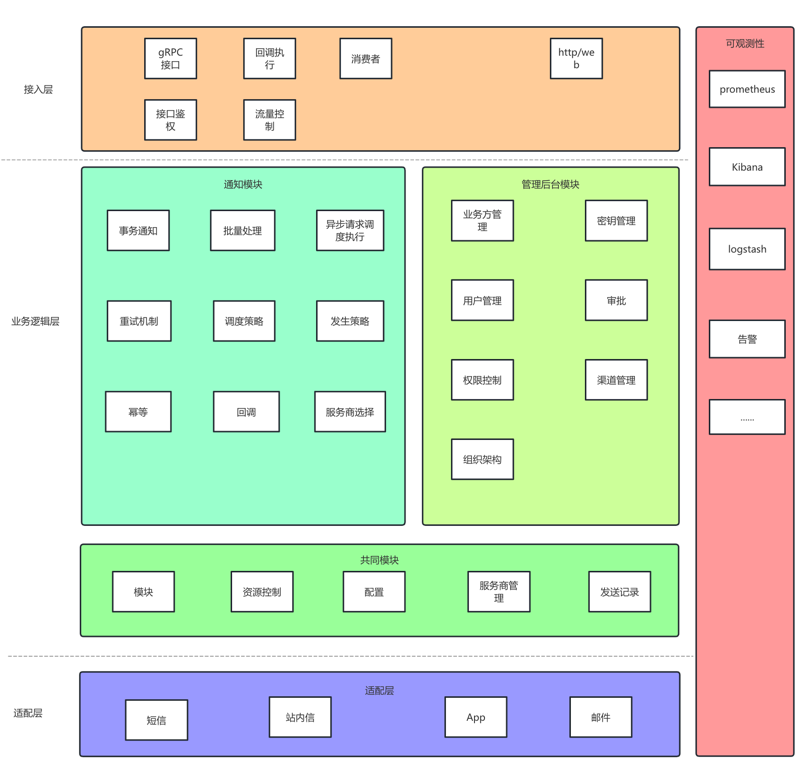 接入层
gRPC
接口
回调执
行
消费者
http/we
b
接口鉴
权
流量控
制
可观测性
prometheus
Kibana
logstash
告警
......
业务逻辑层
通知模块
事务通知
批量处理
异步请求调
度执行
重试机制
调度策略
发生策略
幂等
回调
服务商选择
管理后台模块
业务方管
理
密钥管理
用户管理
审批
权限控制
渠道管理
组织架构
共同模块
模块
资源控制
配置
服务商管
理
发送记录
适配层
适配层
短信
站内信
App
邮件